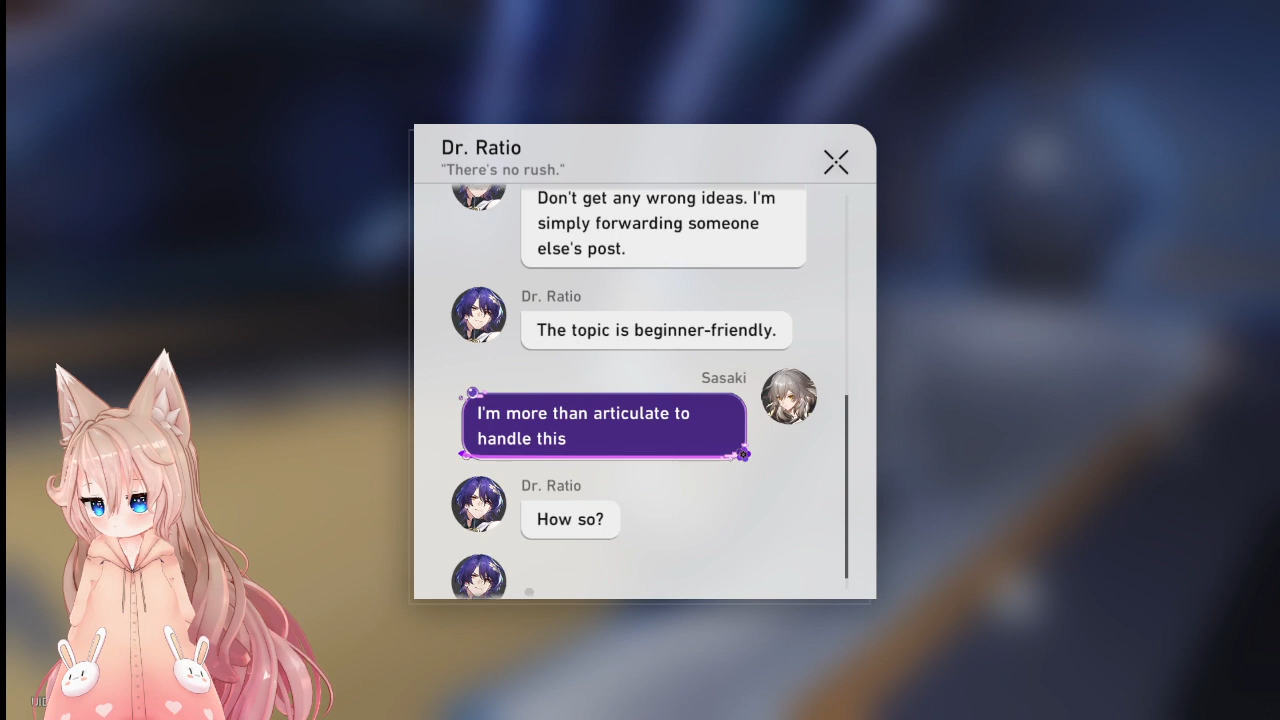 Dr. Ratio
"There's no rush."
Don't get any wrong ideas. I'm
simply forwarding someone
else's post.
Dr. Ratio
The topic is beginner-friendly.
Sasaki
I'm more than articulate to
handle this
Dr. Ratio
How so?
UID